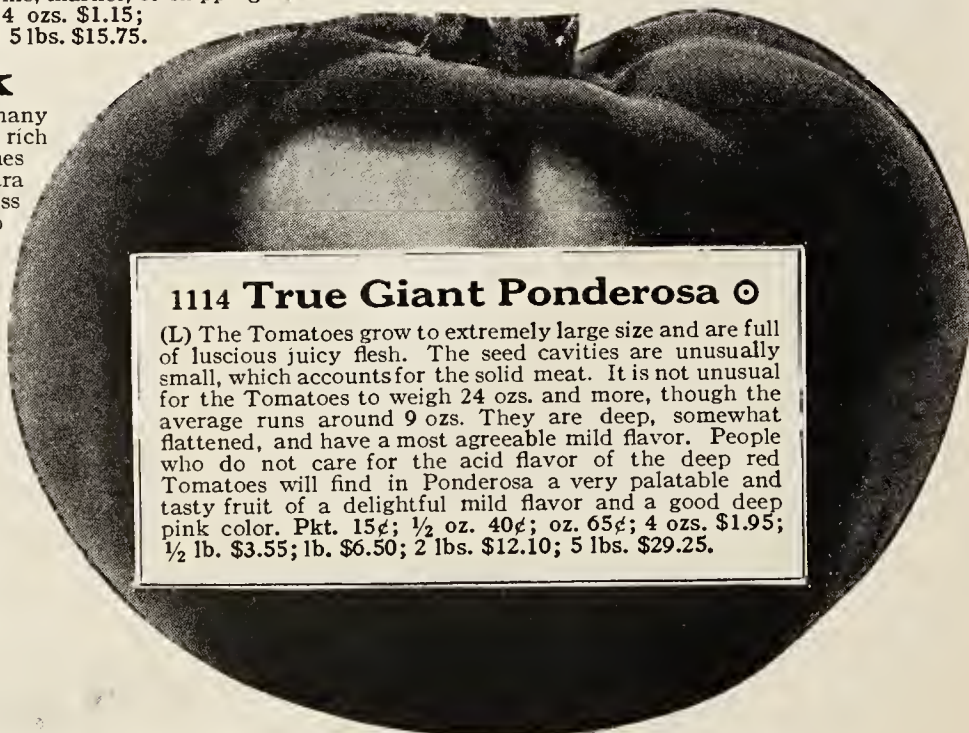 4 ozs. $1.15;
5 lbs. $15.75.
many
rich
1114 True Giant Ponderosa ⊙
(L) The Tomatoes grow to extremely large size and are full
of luscious juicy flesh. The seed cavities are unusually
small, which accounts for the solid meat. It is not unusual
for the Tomatoes to weigh 24 ozs. and more, though the
average runs around 9 ozs. They are deep, somewhat
flattened, and have a most agreeable mild flavor. People
who do not care for the acid flavor of the deep red
Tomatoes will find in Ponderosa a very palatable and
tasty fruit of a delightful mild flavor and a good deep
pink color. Pkt. 15¢; ½ oz. 40¢; oz. 65¢; 4 ozs. $1.95;
½ lb. $3.55; lb. $6.50; 2 lbs. $12.10; 5 lbs. $29.25.